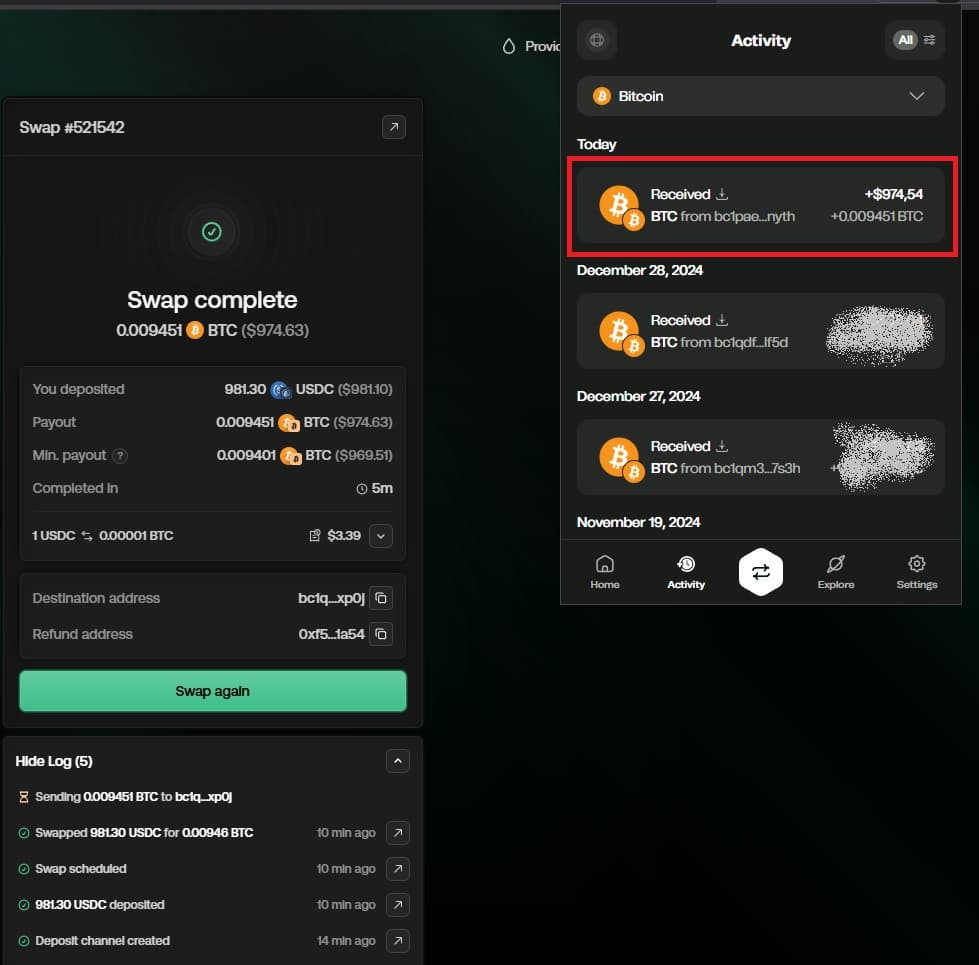 Provid
Swap #521542
Swap complete
0.009451 BTC ($974.63)
You deposited 981.30 USDC ($981.10)
Payout 0.009451 BTC ($974.63)
Min. payout ? 0.009401 BTC ($969.51)
Completed in 5m
1 USDC ⇆ 0.00001 BTC $3.39
Destination address bc1q...xp0j
Refund address 0xf5...1a54
Swap again
Hide Log (5)
Sending 0.009451 BTC to bc1q...xp0j
Swapped 981.30 USDC for 0.00946 BTC 10 min ago
Swap scheduled 10 min ago
981.30 USDC deposited 10 min ago
Deposit channel created 14 min ago
Activity
All
Bitcoin
Today
Received +$974,54
BTC from bc1pae...nyth +0.009451 BTC
December 28, 2024
Received
BTC from bc1qdf...lf5d
December 27, 2024
Received
BTC from bc1qm3...7s3h +
November 19, 2024
Home Activity Explore Settings